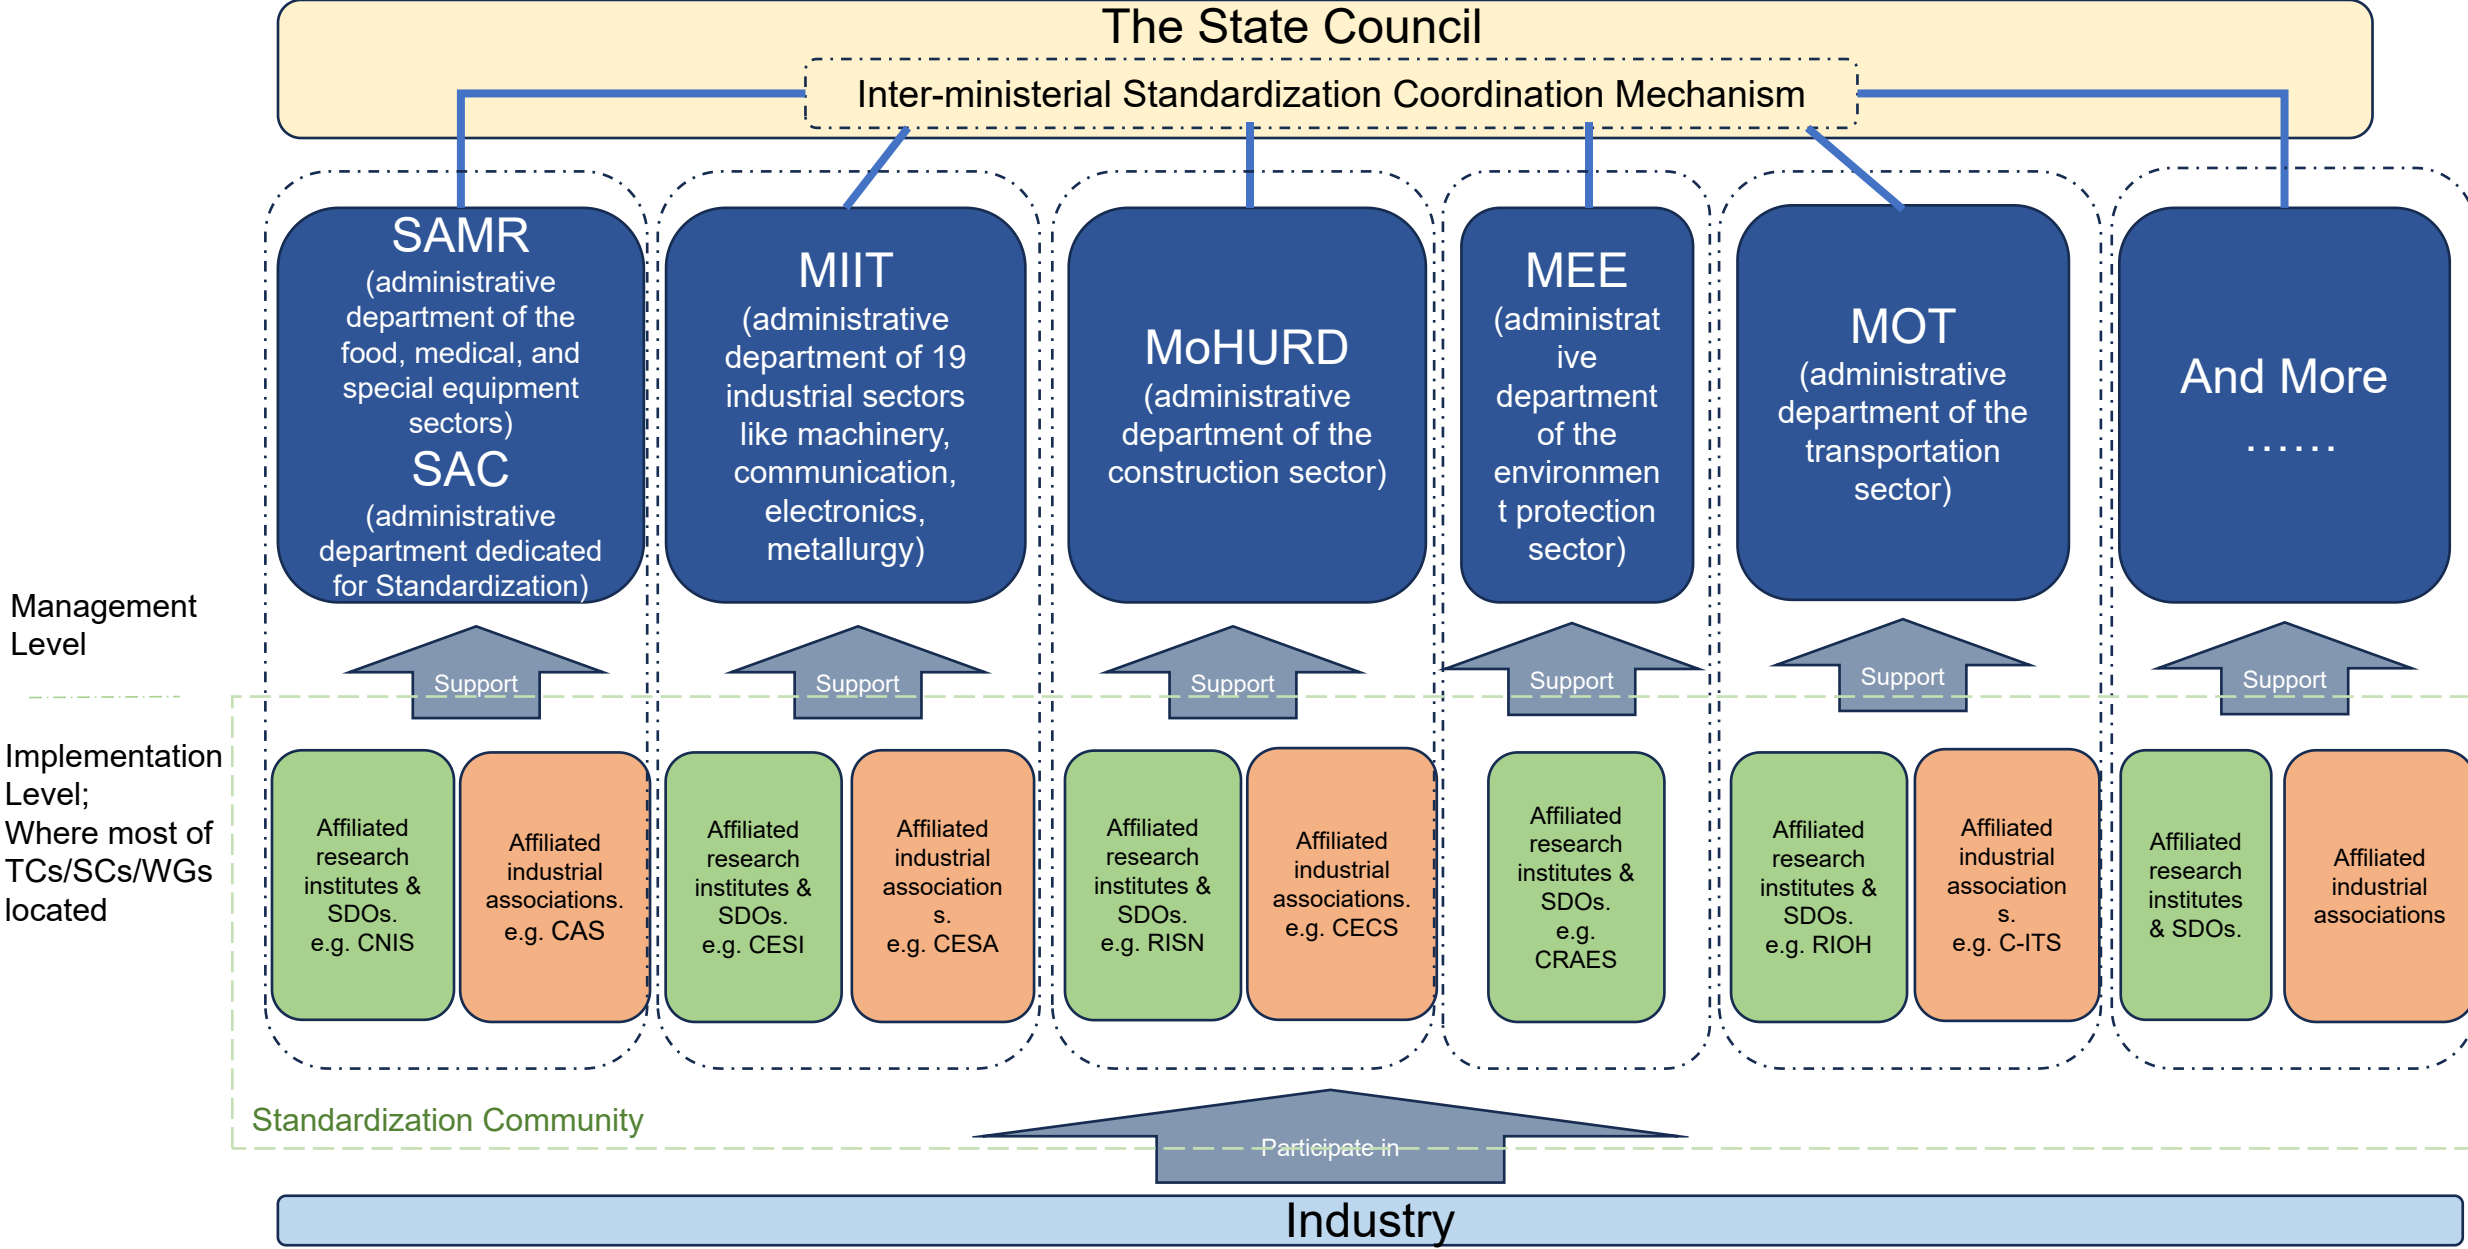 The State Council
Inter-ministerial Standardization Coordination Mechanism
SAMR
(administrative
department of the
food, medical, and
special equipment
sectors)
SAC
(administrative
department dedicated
for Standardization)
MIIT
(administrative
department of 19
industrial sectors
like machinery,
communication,
electronics,
metallurgy)
MoHURD
(administrative
department of the
construction sector)
MEE
(administrat
ive
department
of the
environmen
t protection
sector)
MOT
(administrative
department of the
transportation
sector)
And More
……
Management
Level
Support
Support
Support
Support
Support
Support
Implementation
Level;
Where most of
TCs/SCs/WGs
located
Affiliated
research
institutes &
SDOs.
e.g. CNIS
Affiliated
industrial
associations.
e.g. CAS
Affiliated
research
institutes &
SDOs.
e.g. CESI
Affiliated
industrial
association
s.
e.g. CESA
Affiliated
research
institutes &
SDOs.
e.g. RISN
Affiliated
industrial
associations.
e.g. CECS
Affiliated
research
institutes &
SDOs.
e.g.
CRAES
Affiliated
research
institutes &
SDOs.
e.g. RIOH
Affiliated
industrial
association
s.
e.g. C-ITS
Affiliated
research
institutes
& SDOs.
Affiliated
industrial
associations
Standardization Community
Participate in
Industry